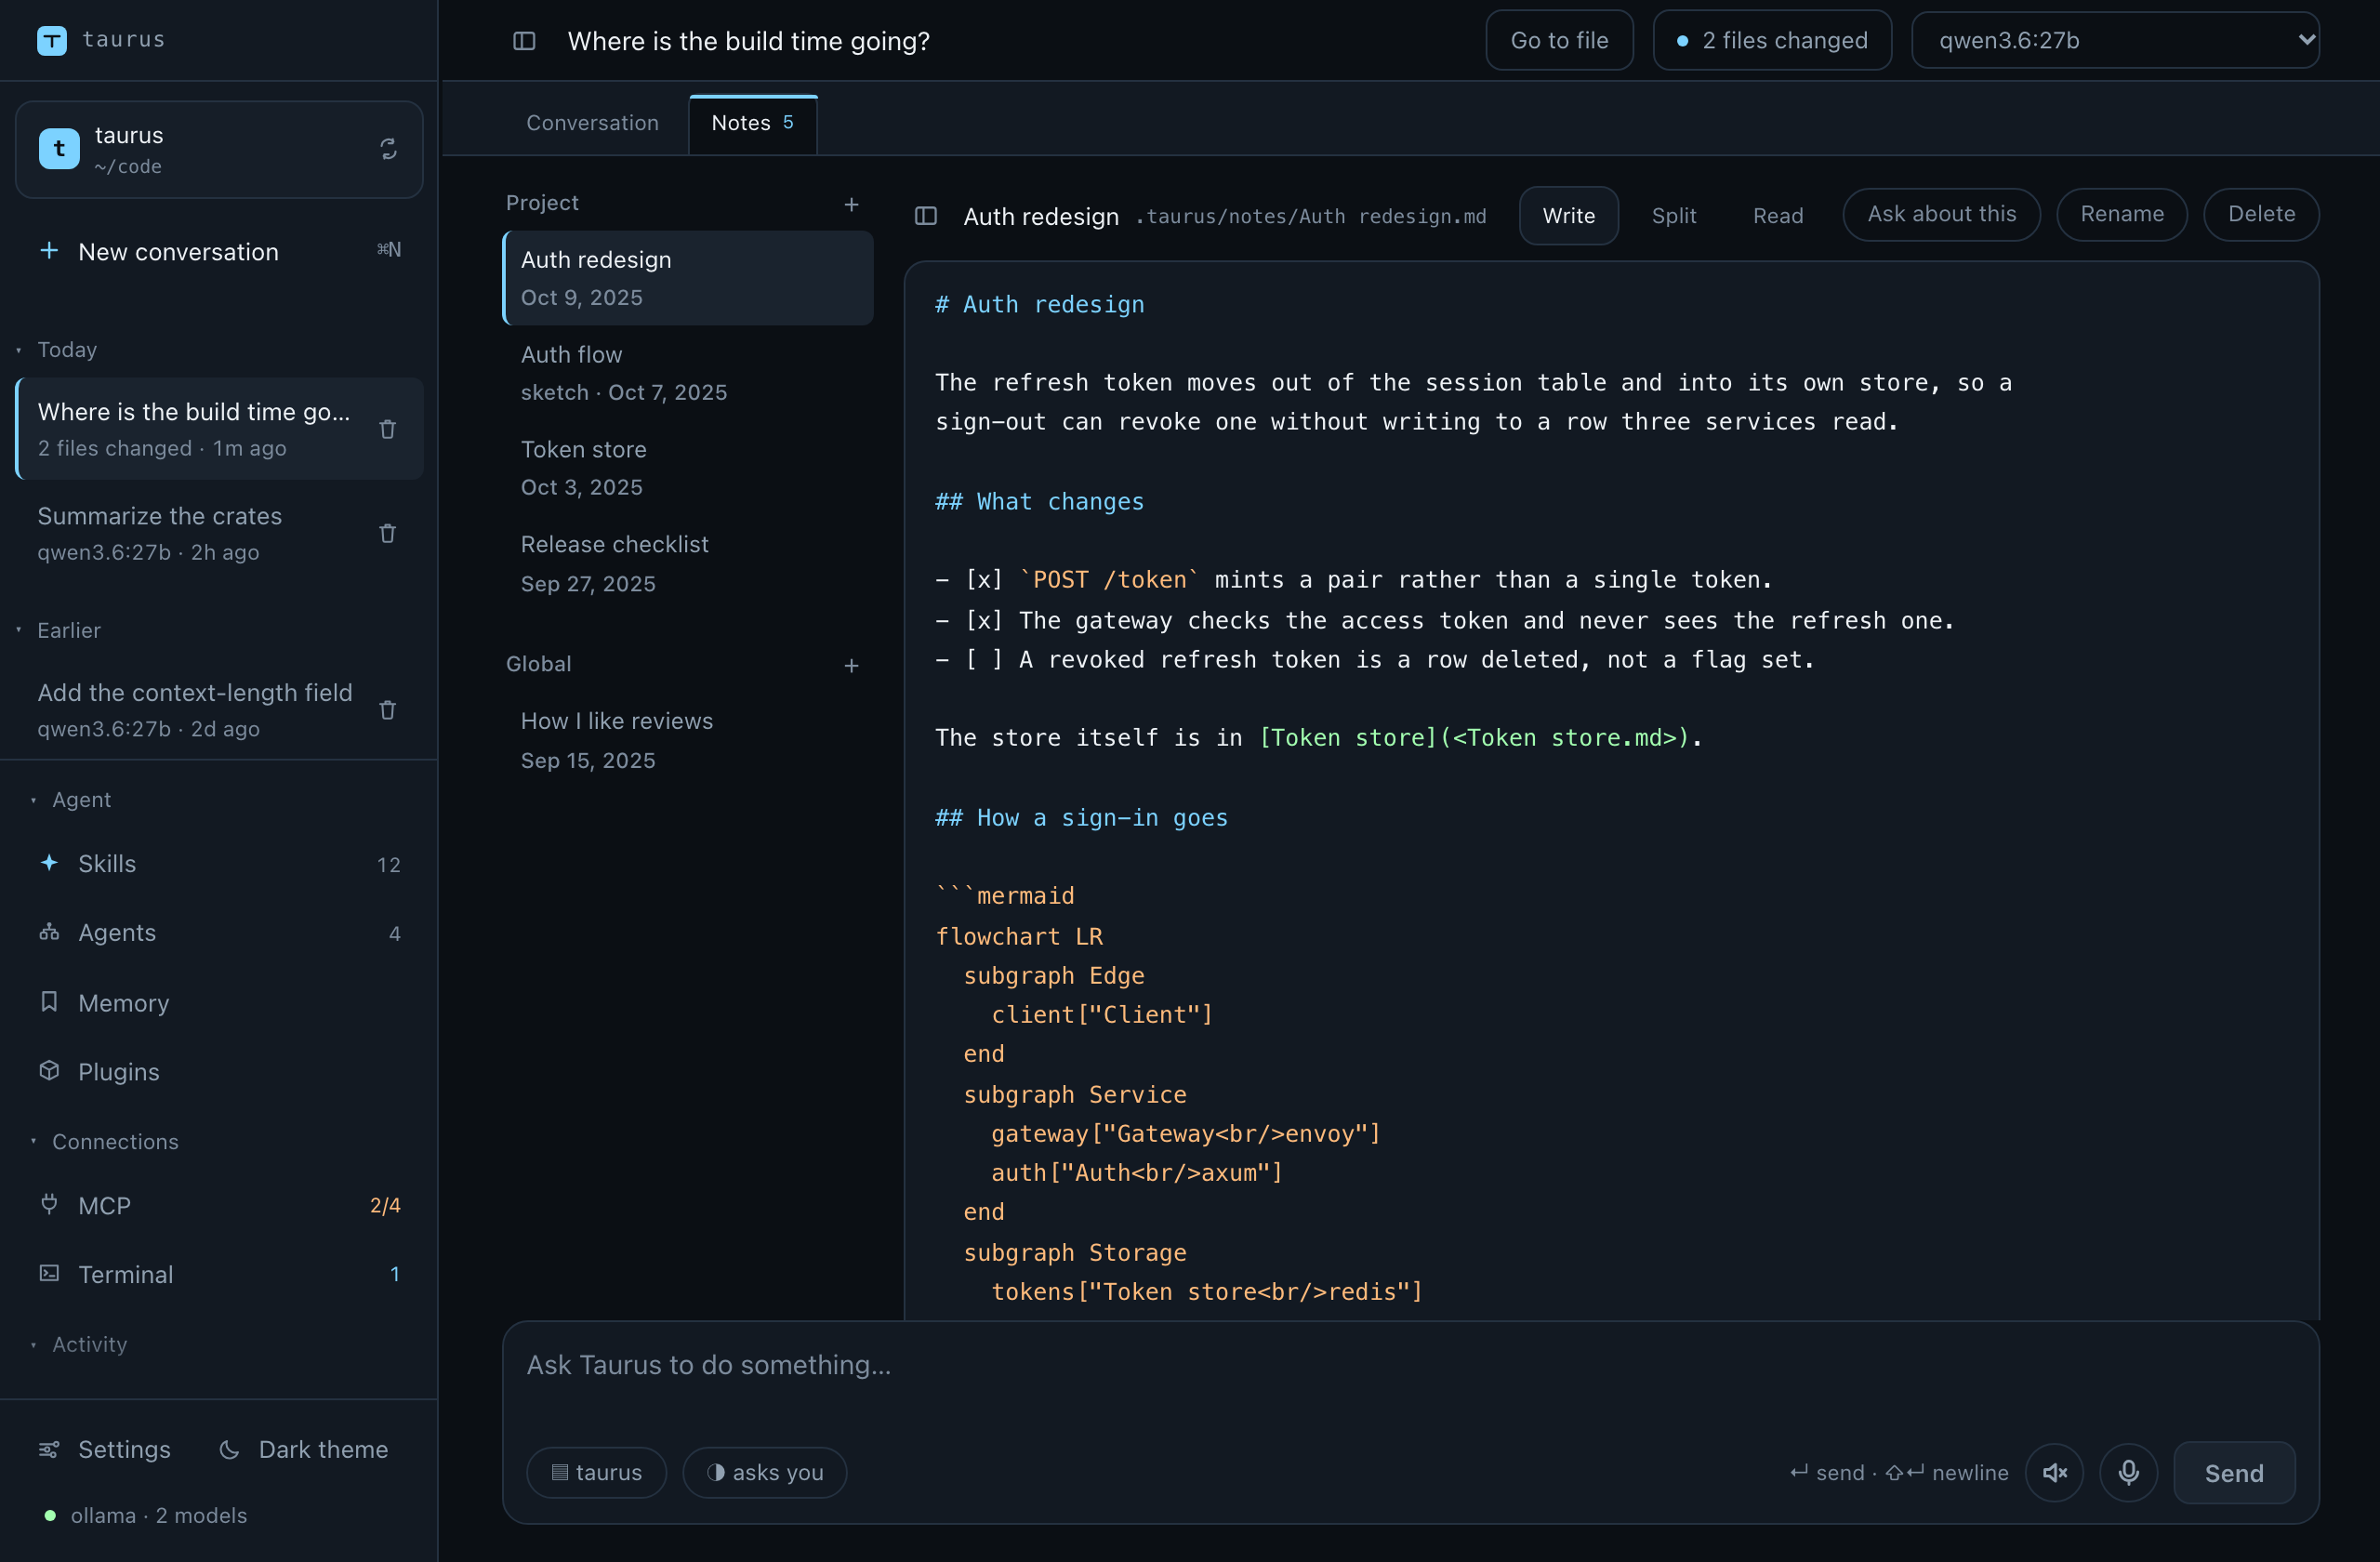 taurus
t
taurus
~/code
New conversation
⌘N
Today
Where is the build time go...
2 files changed · 1m ago
Summarize the crates
qwen3.6:27b · 2h ago
Earlier
Add the context-length field
qwen3.6:27b · 2d ago
Agent
Skills 12
Agents 4
Memory
Plugins
Connections
MCP 2/4
Terminal 1
Activity
Settings
Dark theme
ollama · 2 models
Where is the build time going?
Go to file
2 files changed
qwen3.6:27b
Conversation
Notes 5
Project +
Auth redesign
Oct 9, 2025
Auth flow
sketch · Oct 7, 2025
Token store
Oct 3, 2025
Release checklist
Sep 27, 2025
Global +
How I like reviews
Sep 15, 2025
Auth redesign .taurus/notes/Auth redesign.md
Write
Split
Read
Ask about this
Rename
Delete
# Auth redesign
The refresh token moves out of the session table and into its own store, so a
sign-out can revoke one without writing to a row three services read.
## What changes
- [x] `POST /token` mints a pair rather than a single token.
- [x] The gateway checks the access token and never sees the refresh one.
- [ ] A revoked refresh token is a row deleted, not a flag set.
The store itself is in [Token store](<Token store.md>).
## How a sign-in goes
```mermaid
flowchart LR
  subgraph Edge
    client["Client"]
  end
  subgraph Service
    gateway["Gateway<br/>envoy"]
    auth["Auth<br/>axum"]
  end
  subgraph Storage
    tokens["Token store<br/>redis"]
Ask Taurus to do something...
taurus
asks you
↵ send · ⇧↵ newline
Send